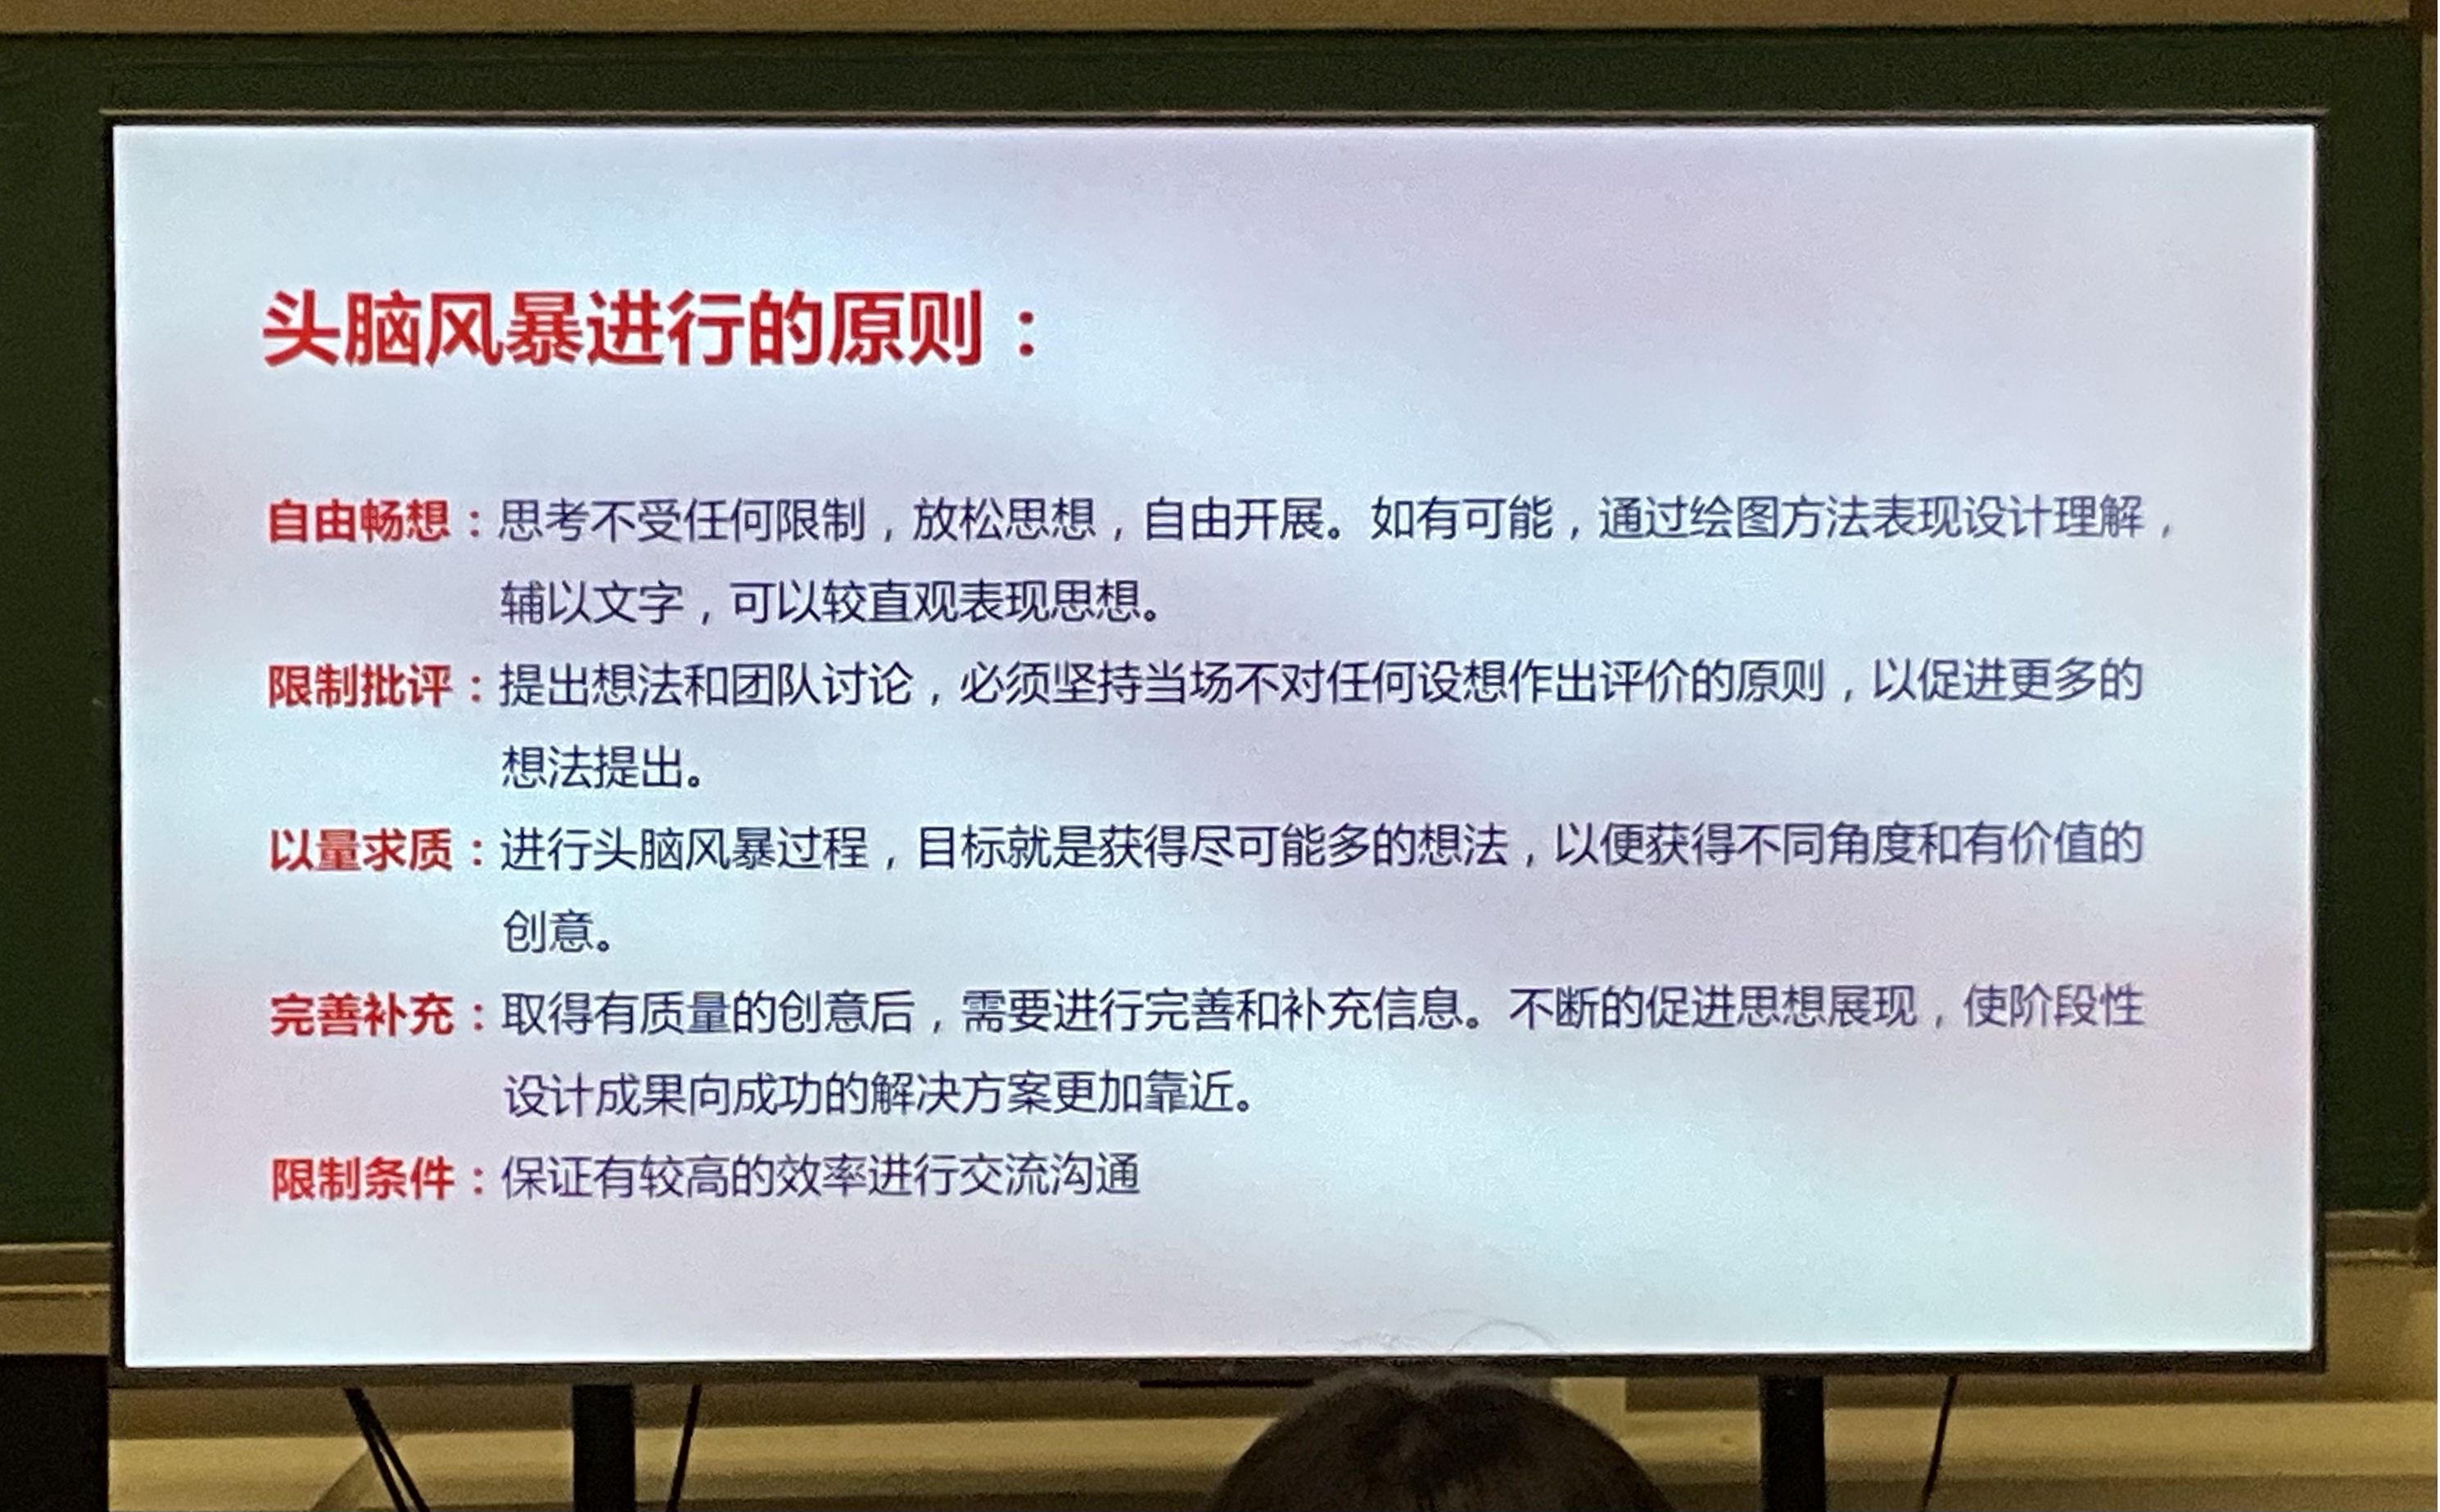 头脑风暴进行的原则：
自由畅想：思考不受任何限制，放松思想，自由开展。如有可能，通过绘图方法表现设计理解，
辅以文字，可以较直观表现思想。
限制批评：提出想法和团队讨论，必须坚持当场不对任何设想作出评价的原则，以促进更多的
想法提出。
以量求质：进行头脑风暴过程，目标就是获得尽可能多的想法，以便获得不同角度和有价值的
创意。
完善补充：取得有质量的创意后，需要进行完善和补充信息。不断的促进思想展现，使阶段性
设计成果向成功的解决方案更加靠近。
限制条件：保证有较高的效率进行交流沟通